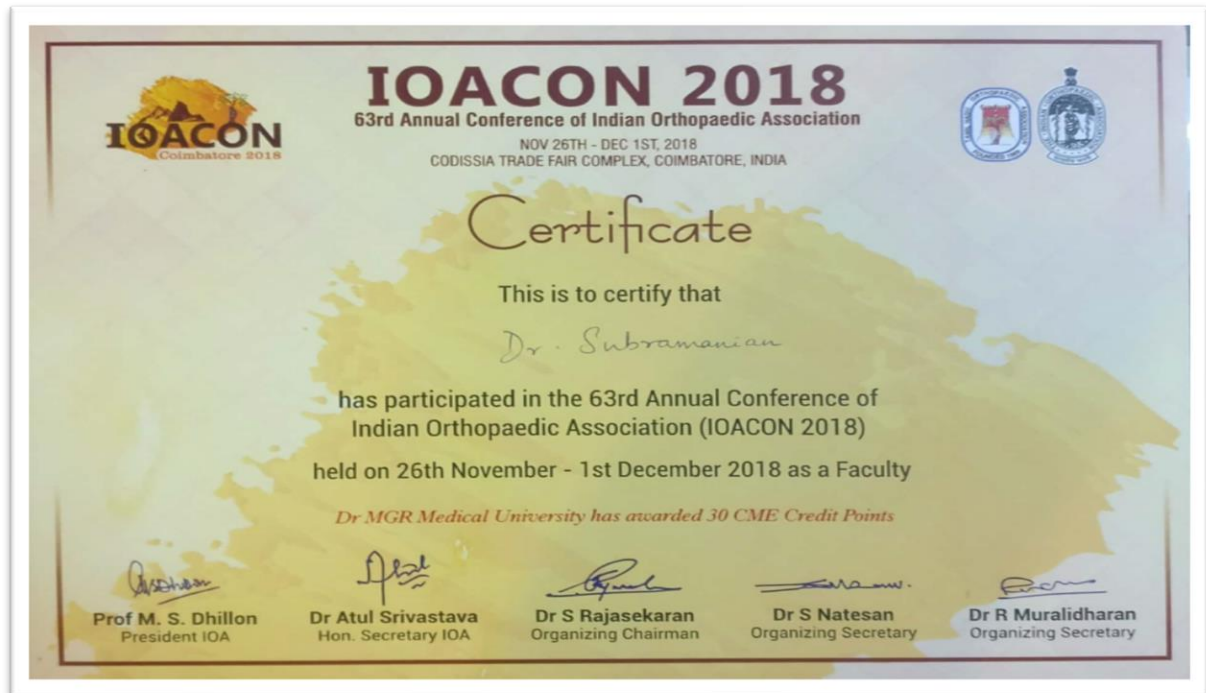 IOACON
Coimbatore 2018
IOACON 2018
63rd Annual Conference of Indian Orthopaedic Association
NOV 26TH - DEC 1ST, 2018
CODISSIA TRADE FAIR COMPLEX, COIMBATORE, INDIA
Certificate
This is to certify that
Dr. Subramanian
has participated in the 63rd Annual Conference of
Indian Orthopaedic Association (IOACON 2018)
held on 26th November - 1st December 2018 as a Faculty
Dr MGR Medical University has awarded 30 CME Credit Points
Prof M. S. Dhillon
President IOA
Dr Atul Srivastava
Hon. Secretary IOA
Dr S Rajasekaran
Organizing Chairman
Dr S Natesan
Organizing Secretary
Dr R Muralidharan
Organizing Secretary